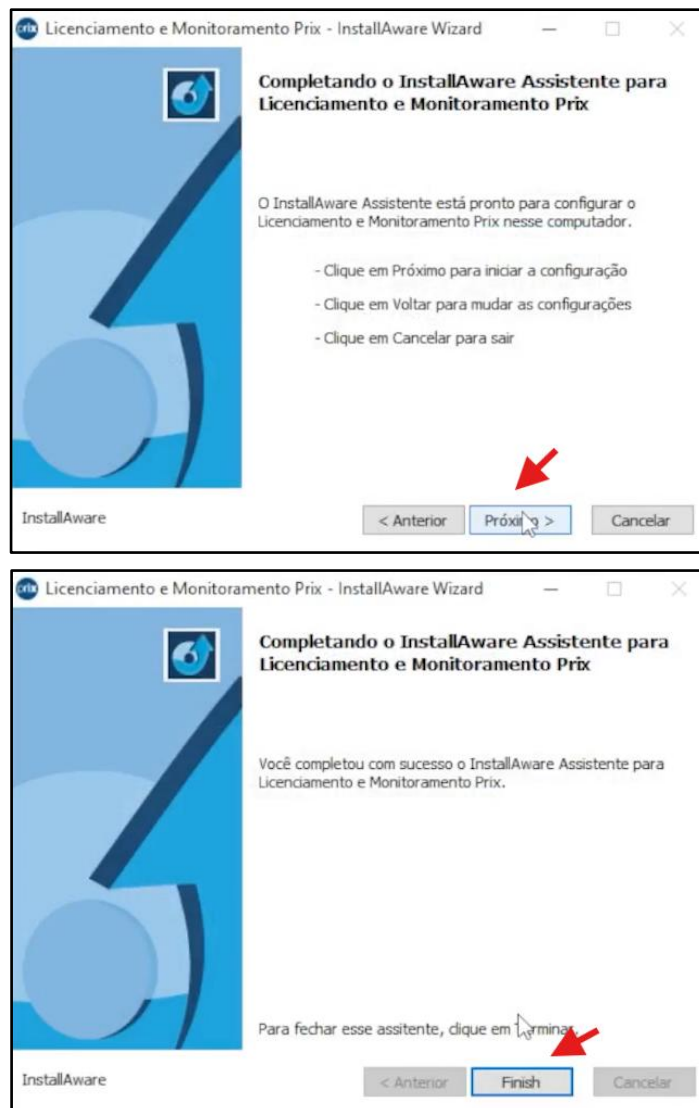 prix Licenciamento e Monitoramento Prix - InstallAware Wizard
Completando o InstallAware Assistente para
Licenciamento e Monitoramento Prix
O InstallAware Assistente está pronto para configurar o
Licenciamento e Monitoramento Prix nesse computador.
- Clique em Próximo para iniciar a configuração
- Clique em Voltar para mudar as configurações
- Clique em Cancelar para sair
InstallAware
< Anterior Próximo > Cancelar
prix Licenciamento e Monitoramento Prix - InstallAware Wizard
Completando o InstallAware Assistente para
Licenciamento e Monitoramento Prix
Você completou com sucesso o InstallAware Assistente para
Licenciamento e Monitoramento Prix.
Para fechar esse assitente, clique em Terminar.
InstallAware
< Anterior Finish Cancelar